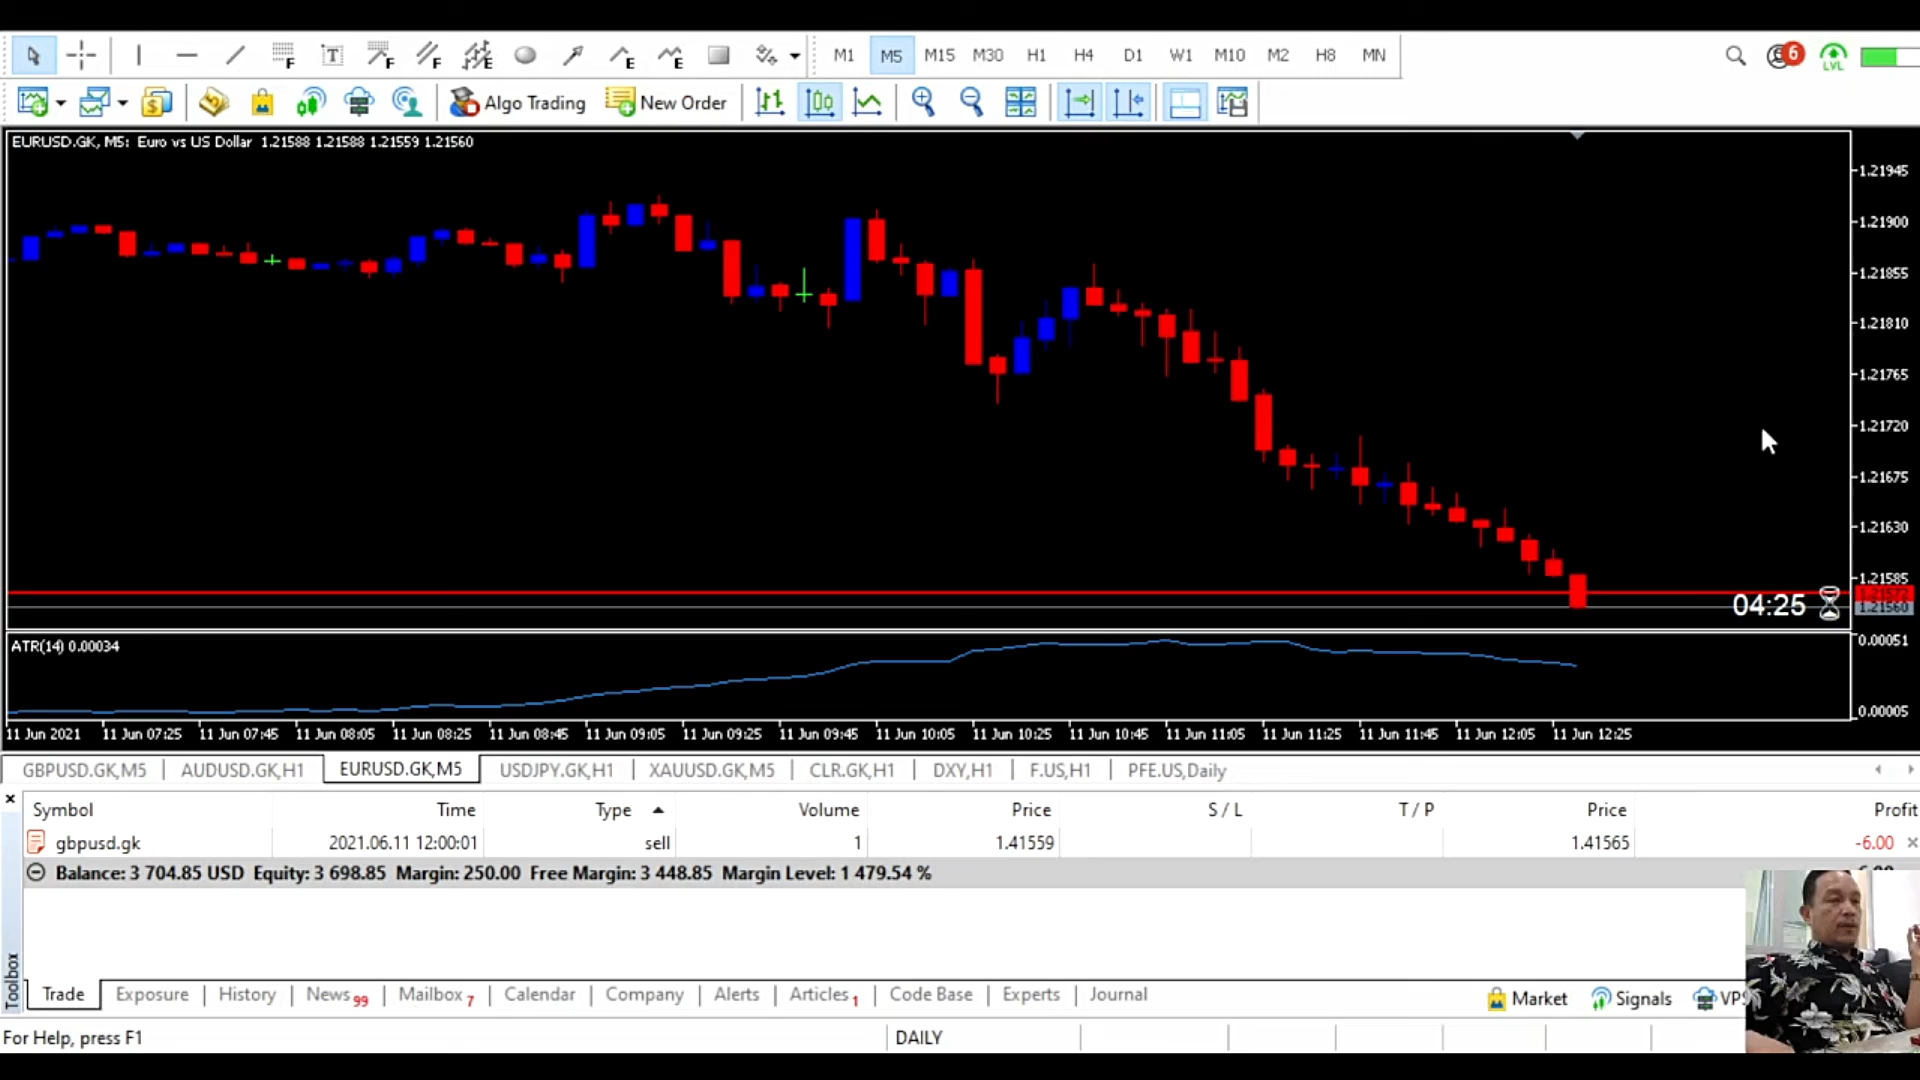 M1 M5 M15 M30 H1 H4 D1 W1 M10 M2 H8 MN 6 LVL
Algo Trading New Order
EURUSD.GK, M5: Euro vs US Dollar 1.21588 1.21588 1.21559 1.21560
1.21945
1.21900
1.21855
1.21810
1.21765
1.21720
1.21675
1.21630
1.21585
04:25 1.21560
ATR(14) 0.00034
0.00051
0.00005
11 Jun 2021 11 Jun 07:25 11 Jun 07:45 11 Jun 08:05 11 Jun 08:25 11 Jun 08:45 11 Jun 09:05 11 Jun 09:25 11 Jun 09:45 11 Jun 10:05 11 Jun 10:25 11 Jun 10:45 11 Jun 11:05 11 Jun 11:25 11 Jun 11:45 11 Jun 12:05 11 Jun 12:25
GBPUSD.GK,M5 AUDUSD.GK,H1 EURUSD.GK,M5 USDJPY.GK,H1 XAUUSD.GK,M5 CLR.GK,H1 DXY,H1 F.US,H1 PFE.US,Daily
Symbol Time Type Volume Price S / L T / P Price Profit
gbpusd.gk 2021.06.11 12:00:01 sell 1 1.41559 1.41565 -6.00
Balance: 3 704.85 USD Equity: 3 698.85 Margin: 250.00 Free Margin: 3 448.85 Margin Level: 1 479.54 %
Toolbox
Trade Exposure History News 99 Mailbox 7 Calendar Company Alerts Articles 1 Code Base Experts Journal Market Signals VPS
For Help, press F1 DAILY